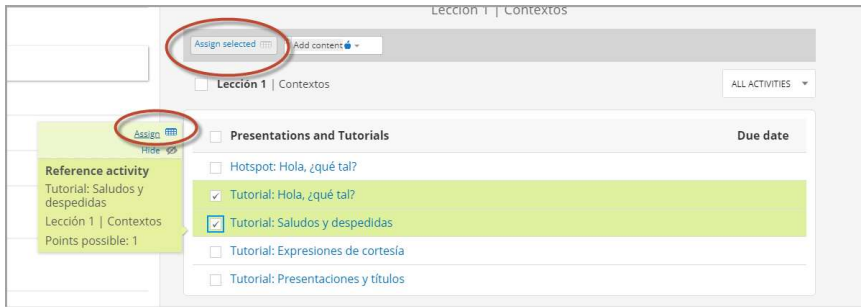 Lección 1 | Contextos
Assign selected
Add content
Lección 1 | Contextos
ALL ACTIVITIES
Assign
Hide
Reference activity
Tutorial: Saludos y
despedidas
Lección 1 | Contextos
Points possible: 1
Presentations and Tutorials Due date
Hotspot: Hola, ¿qué tal?
Tutorial: Hola, ¿qué tal?
Tutorial: Saludos y despedidas
Tutorial: Expresiones de cortesía
Tutorial: Presentaciones y títulos